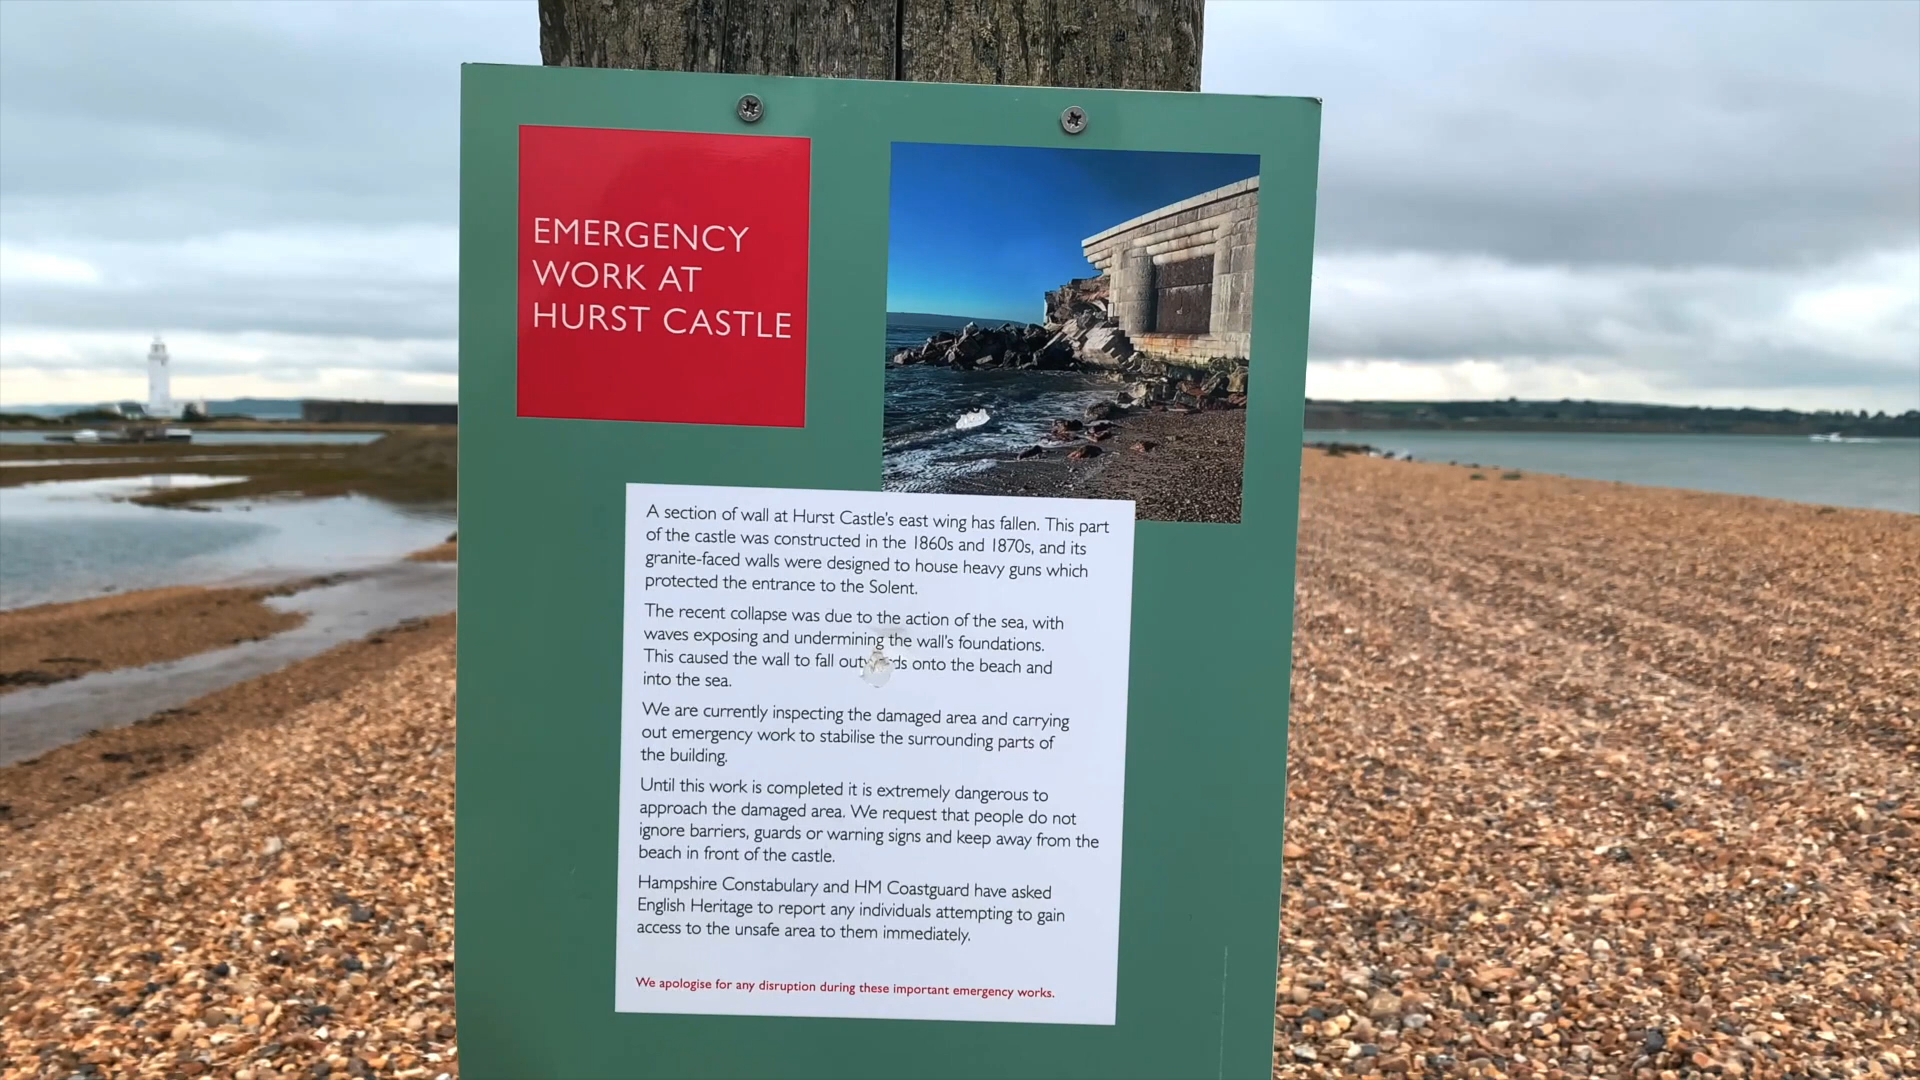 EMERGENCY
WORK AT
HURST CASTLE
A section of wall at Hurst Castle's east wing has fallen. This part
of the castle was constructed in the 1860s and 1870s, and its
granite-faced walls were designed to house heavy guns which
protected the entrance to the Solent.
The recent collapse was due to the action of the sea, with
waves exposing and undermining the wall's foundations.
This caused the wall to fall outwards onto the beach and
into the sea.
We are currently inspecting the damaged area and carrying
out emergency work to stabilise the surrounding parts of
the building.
Until this work is completed it is extremely dangerous to
approach the damaged area. We request that people do not
ignore barriers, guards or warning signs and keep away from the
beach in front of the castle.
Hampshire Constabulary and HM Coastguard have asked
English Heritage to report any individuals attempting to gain
access to the unsafe area to them immediately.
We apologise for any disruption during these important emergency works.